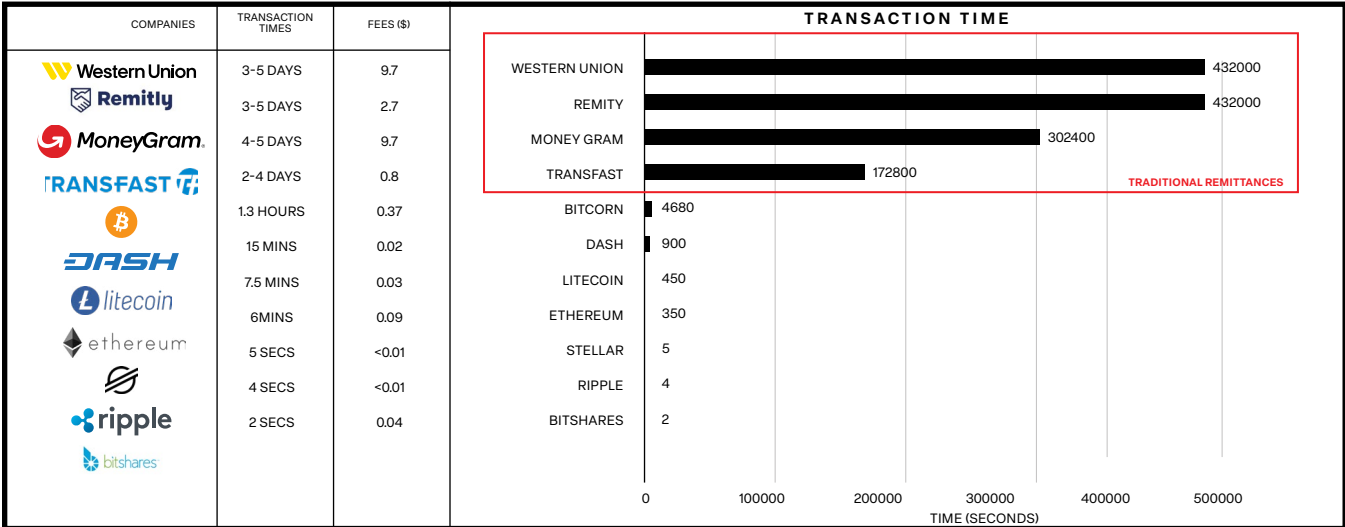 COMPANIES
TRANSACTION
TIMES
FEES ($)
Western Union 3-5 DAYS 9.7
Remitly 3-5 DAYS 2.7
MoneyGram. 4-5 DAYS 9.7
TRANSFAST 2-4 DAYS 0.8
1.3 HOURS 0.37
DASH 15 MINS 0.02
litecoin 7.5 MINS 0.03
ethereum 6MINS 0.09
5 SECS <0.01
ripple 4 SECS <0.01
bitshares 2 SECS 0.04
TRANSACTION TIME
WESTERN UNION 432000
REMITY 432000
MONEY GRAM 302400
TRANSFAST 172800
TRADITIONAL REMITTANCES
BITCORN 4680
DASH 900
LITECOIN 450
ETHEREUM 350
STELLAR 5
RIPPLE 4
BITSHARES 2
0 100000 200000 300000 400000 500000
TIME (SECONDS)